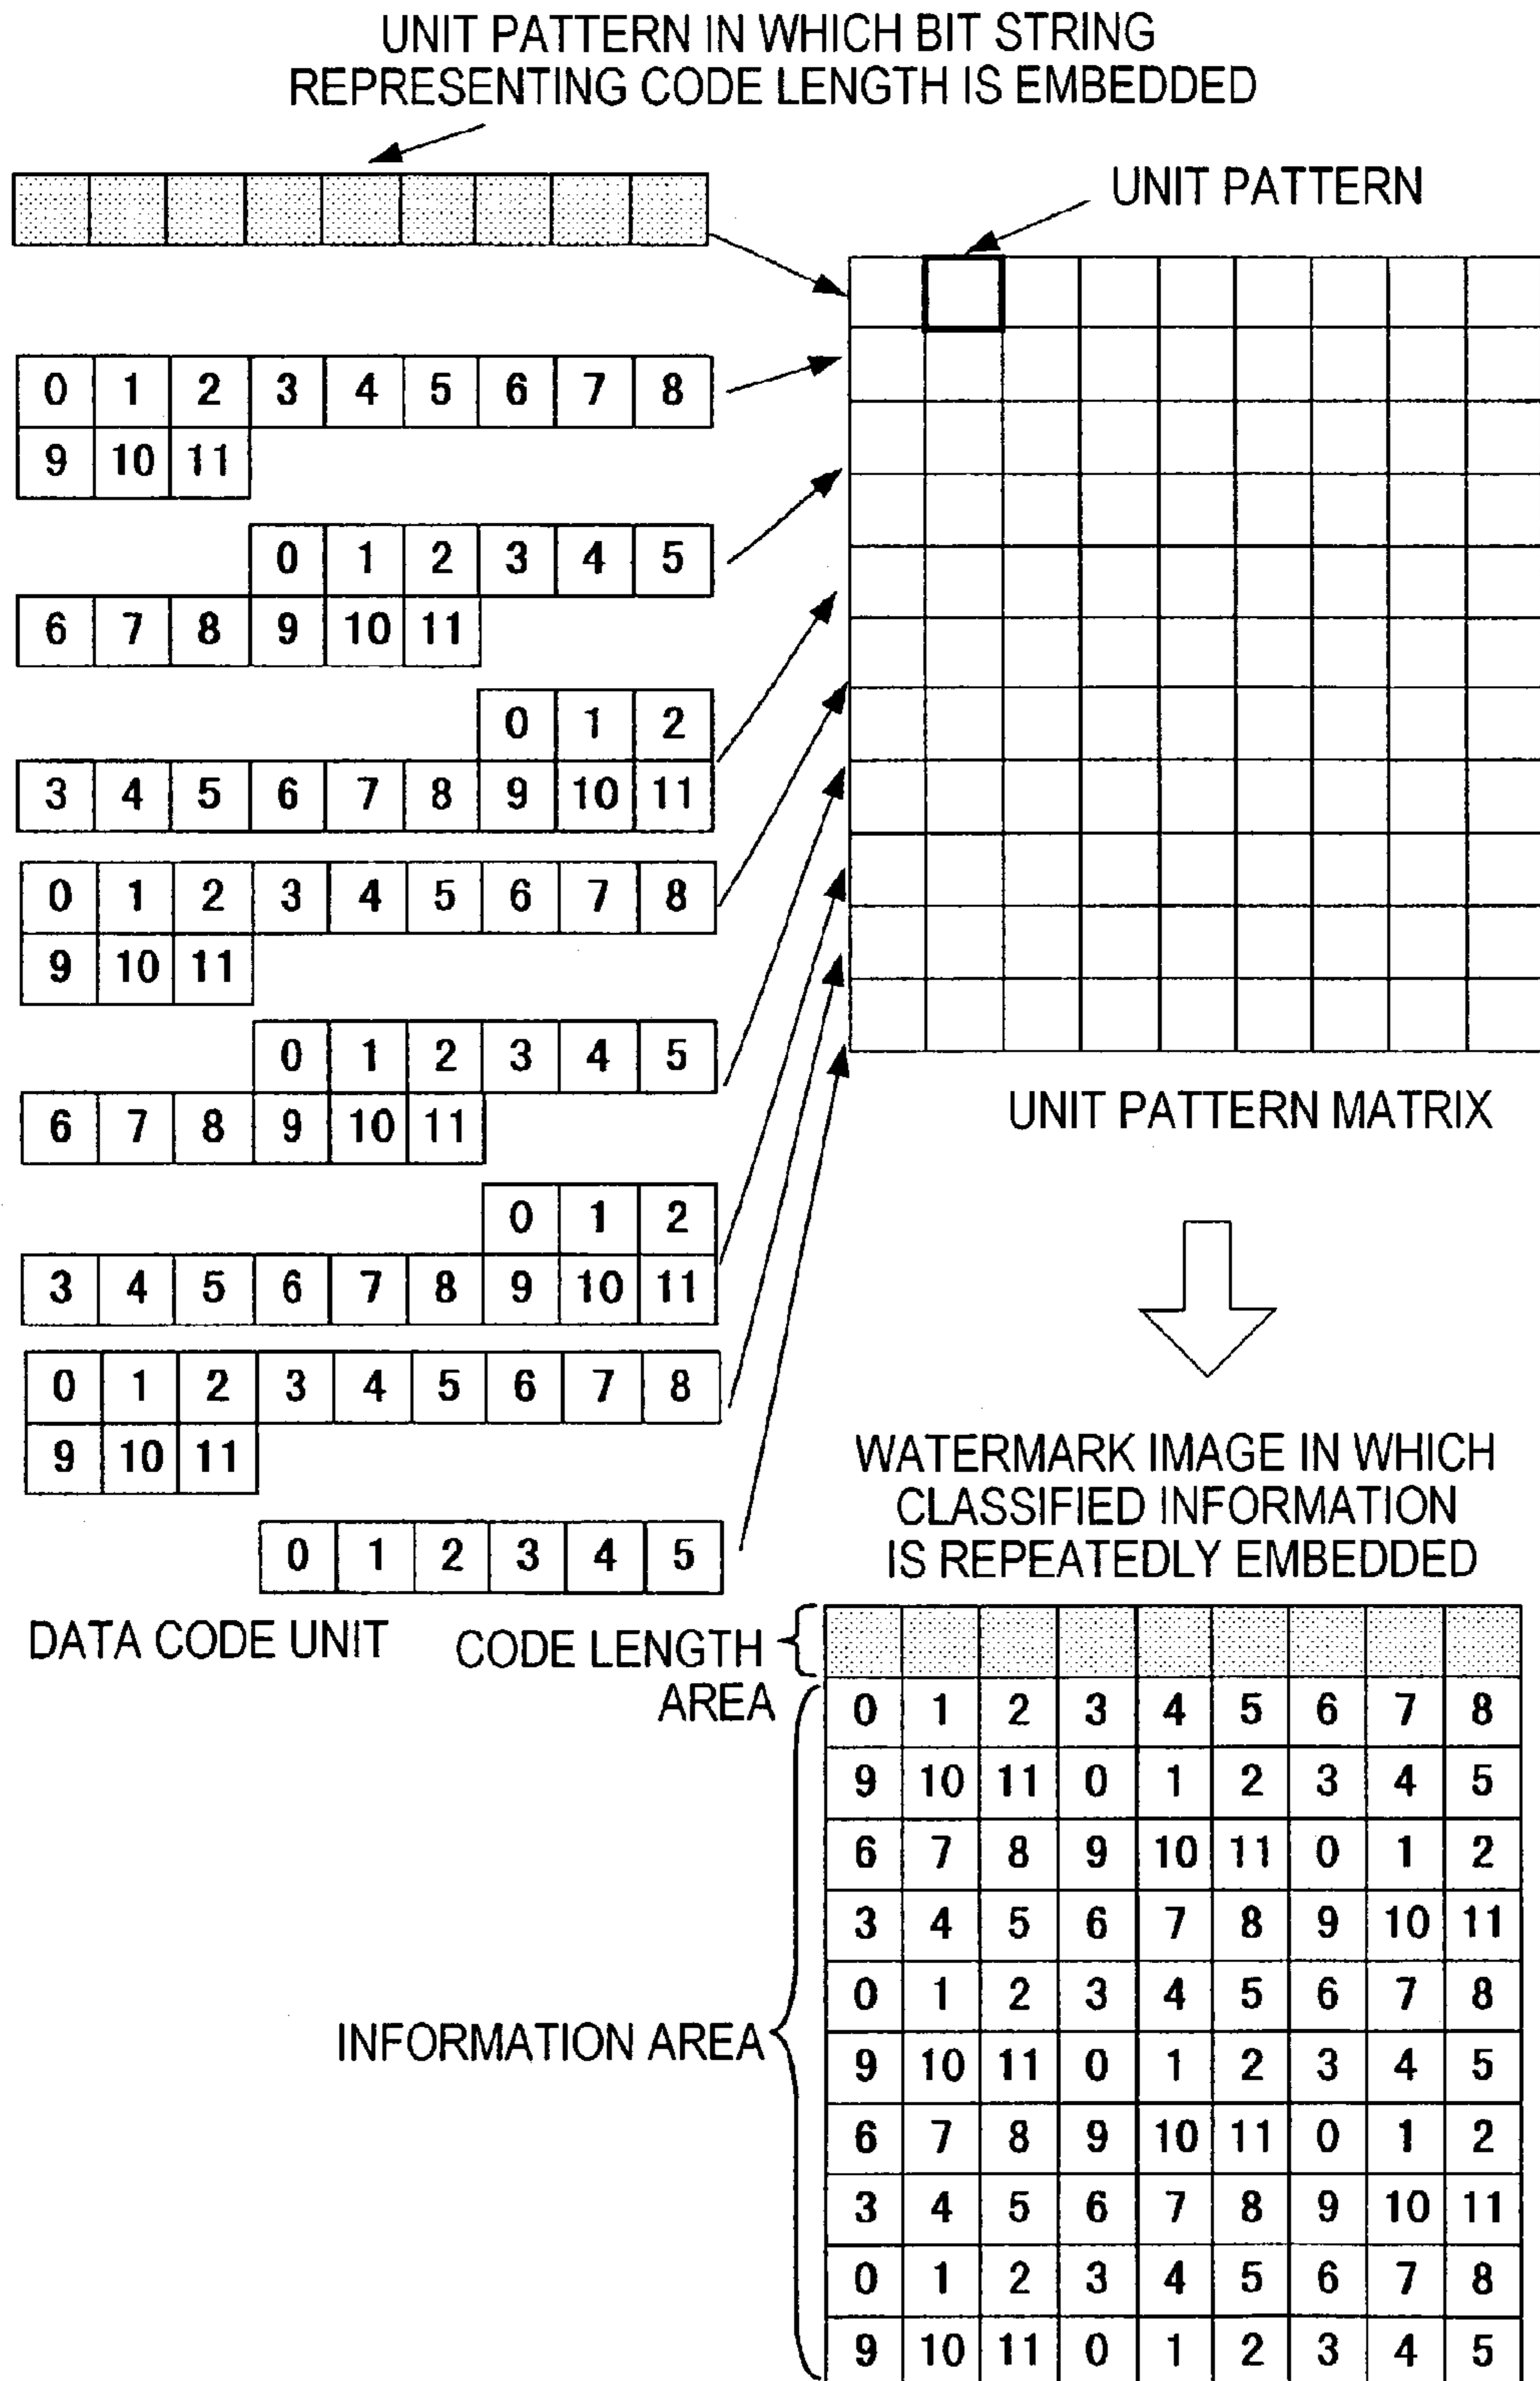 UNIT PATTERN IN WHICH BIT STRING
REPRESENTING CODE LENGTH IS EMBEDDED
UNIT PATTERN
0 1 2 3 4 5 6 7 8
9 10 11
0 1 2 3 4 5
6 7 8 9 10 11
0 1 2
3 4 5 6 7 8 9 10 11
0 1 2 3 4 5 6 7 8
9 10 11
0 1 2 3 4 5
6 7 8 9 10 11
0 1 2
3 4 5 6 7 8 9 10 11
0 1 2 3 4 5 6 7 8
9 10 11
0 1 2 3 4 5
DATA CODE UNIT
UNIT PATTERN MATRIX
WATERMARK IMAGE IN WHICH
CLASSIFIED INFORMATION
IS REPEATEDLY EMBEDDED
CODE LENGTH
AREA
INFORMATION AREA
0 1 2 3 4 5 6 7 8
9 10 11 0 1 2 3 4 5
6 7 8 9 10 11 0 1 2
3 4 5 6 7 8 9 10 11
0 1 2 3 4 5 6 7 8
9 10 11 0 1 2 3 4 5
6 7 8 9 10 11 0 1 2
3 4 5 6 7 8 9 10 11
0 1 2 3 4 5 6 7 8
9 10 11 0 1 2 3 4 5